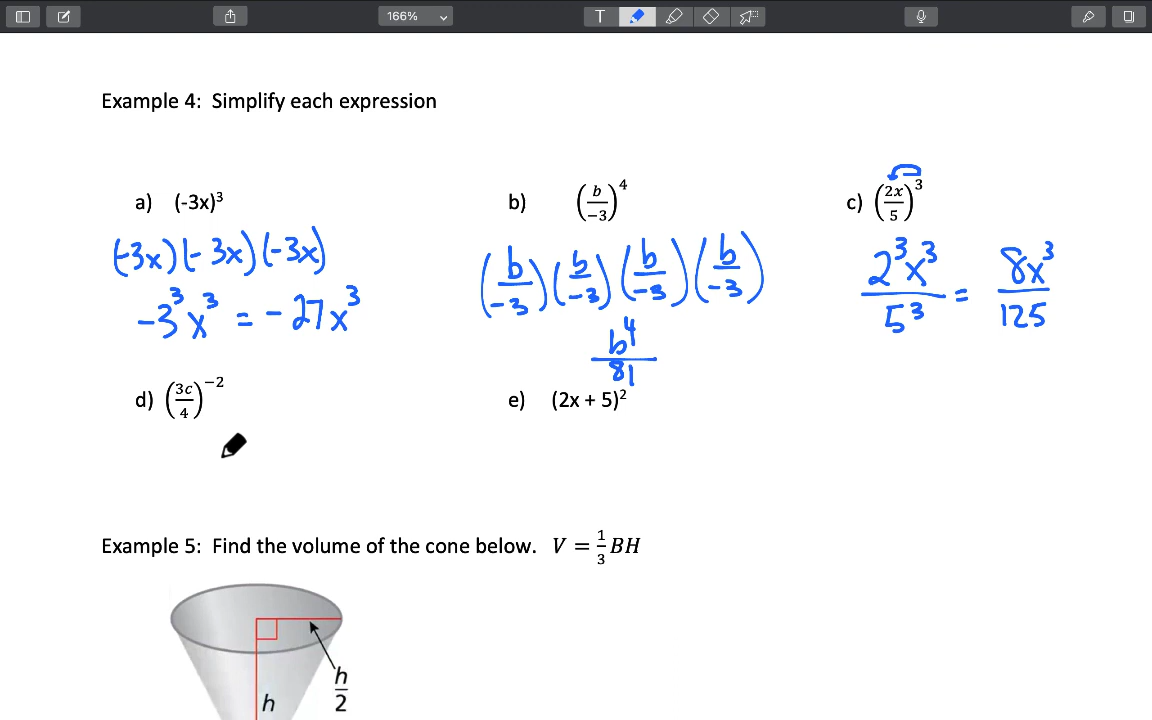 166%
T
Example 4: Simplify each expression
a) (-3x)³
b) (b/−3)⁴
c) (2x/5)³
(-3x)(-3x)(-3x)
-3³x³ = -27x³
(b/-3)(b/-3)(b/-3)(b/-3)
b⁴/81
2³x³/5³ = 8x³/125
d) (3c/4)⁻²
e) (2x + 5)²
Example 5: Find the volume of the cone below. V = 1/3 BH
h/2
h